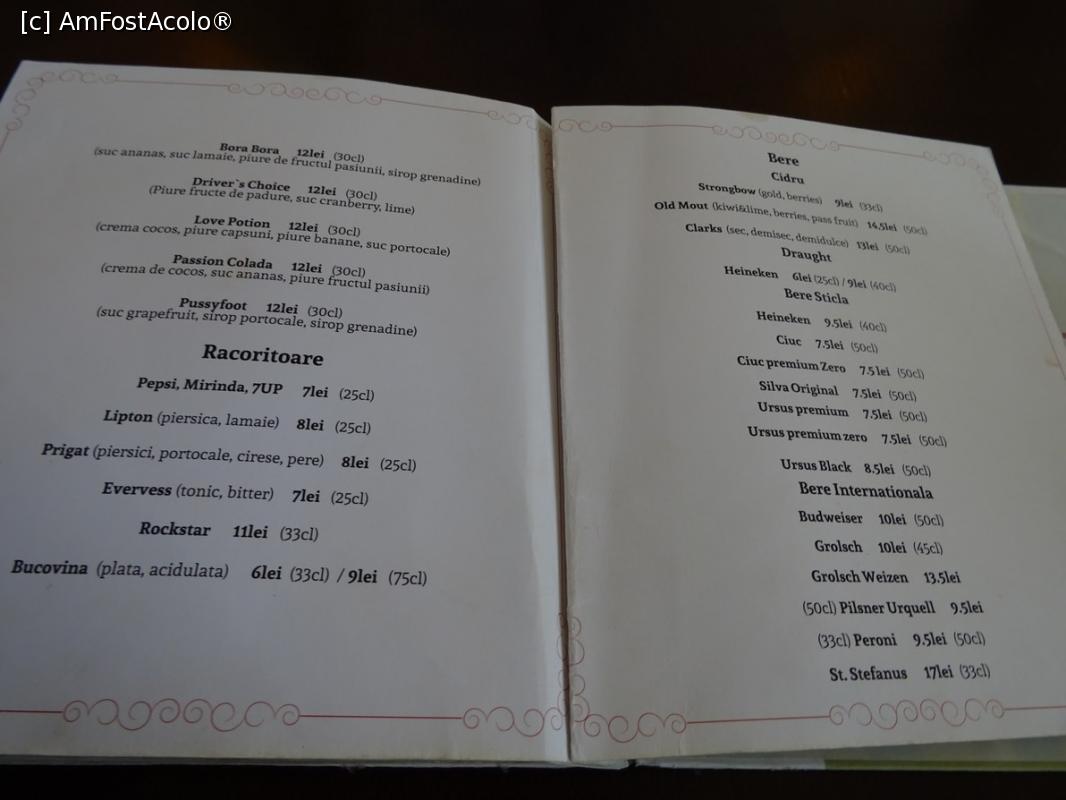 [c] AmFostAcolo®
Bora Bora 12lei (30cl)
(suc ananas, suc lamaie, piure de fructul pasiunii, sirop grenadine)
Driver`s Choice 12lei (30cl)
(Piure fructe de padure, suc cranberry, lime)
Love Potion 12lei (30cl)
(crema cocos, piure capsuni, piure banane, suc portocale)
Passion Colada 12lei (30cl)
(crema de cocos, suc ananas, piure fructul pasiunii)
Pussyfoot 12lei (30cl)
(suc grapefruit, sirop portocale, sirop grenadine)
Racoritoare
Pepsi, Mirinda, 7UP 7lei (25cl)
Lipton (piersica, lamaie) 8lei (25cl)
Prigat (piersici, portocale, cirese, pere) 8lei (25cl)
Evervess (tonic, bitter) 7lei (25cl)
Rockstar 11lei (33cl)
Bucovina (plata, acidulata) 6lei (33cl) / 9lei (75cl)
Bere
Cidru
Strongbow (gold, berries) 9lei (33cl)
Old Mout (kiwi&lime, berries, pass fruit) 14,5lei (50cl)
Clarks (sec, demisec, demidulce) 13lei (50cl)
Draught
Heineken 6lei (25cl) / 9lei (40cl)
Bere Sticla
Heineken 9.5lei (40cl)
Ciuc 7.5lei (50cl)
Ciuc premium Zero 7.5lei (50cl)
Silva Original 7.5lei (50cl)
Ursus premium 7.5lei (50cl)
Ursus premium zero 7.5lei (50cl)
Ursus Black 8.5lei (50cl)
Bere Internationala
Budweiser 10lei (50cl)
Grolsch 10lei (45cl)
Grolsch Weizen 13.5lei
(50cl) Pilsner Urquell 9.5lei
(33cl) Peroni 9.5lei (50cl)
St. Stefanus 17lei (33cl)